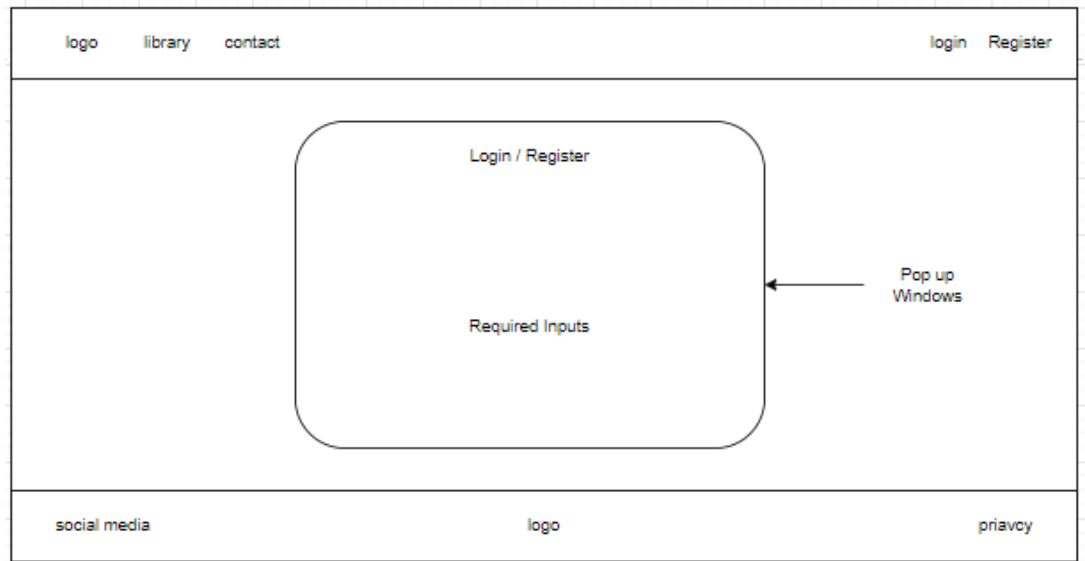 logo library contact login Register
Login / Register
Pop up
Windows
Required Inputs
social media logo priavcy